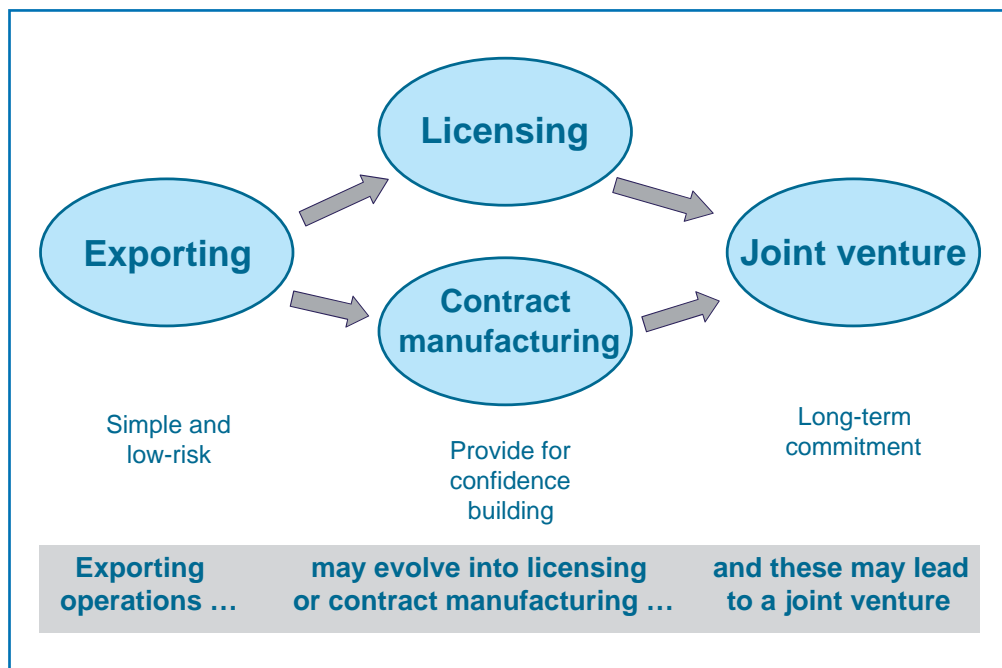 Licensing
Exporting
Joint venture
Contract
manufacturing
Simple and
low-risk
Provide for
confidence
building
Long-term
commitment
Exporting
operations …
may evolve into licensing
or contract manufacturing …
and these may lead
to a joint venture